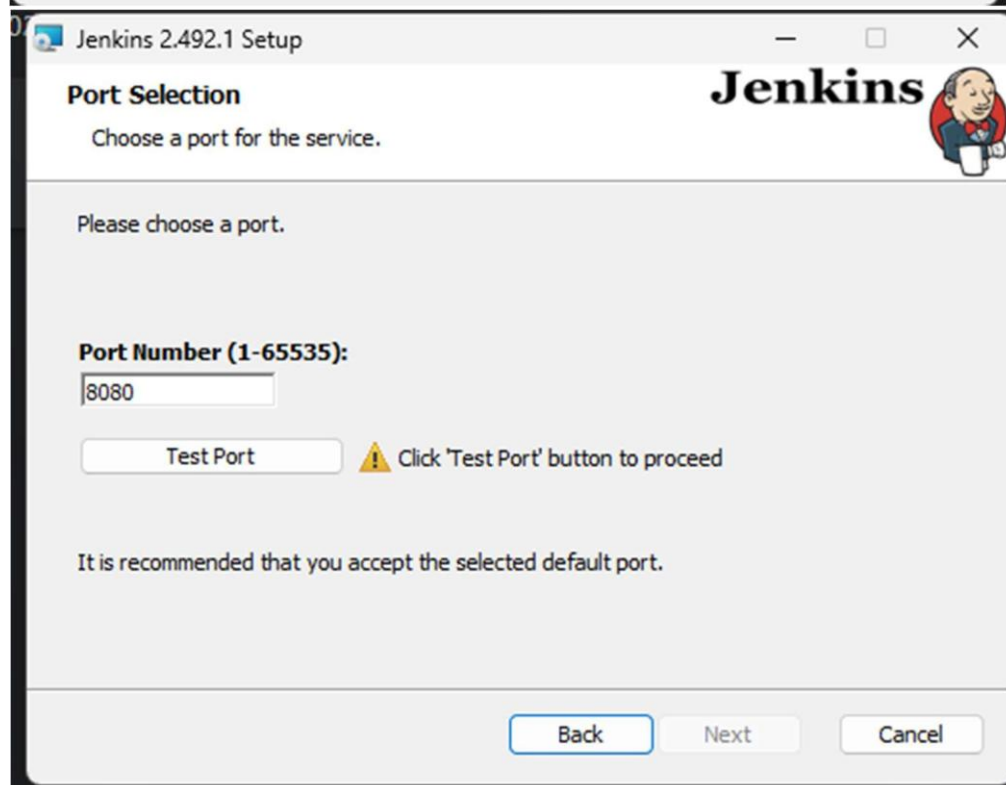 Jenkins 2.492.1 Setup
Port Selection
Jenkins
Choose a port for the service.
Please choose a port.
Port Number (1-65535):
8080
Test Port
Click 'Test Port' button to proceed
It is recommended that you accept the selected default port.
Back Next Cancel